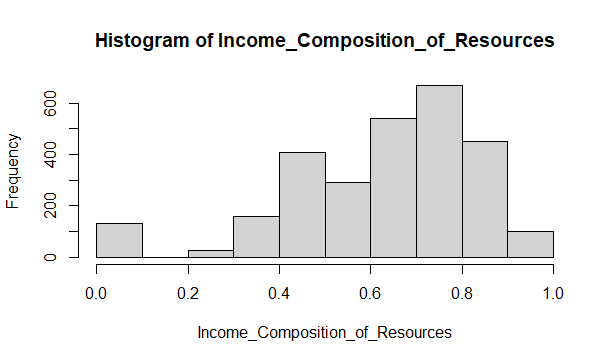 Histogram of Income_Composition_of_Resources
Frequency
600
400
200
0
0.0 0.2 0.4 0.6 0.8 1.0
Income_Composition_of_Resources